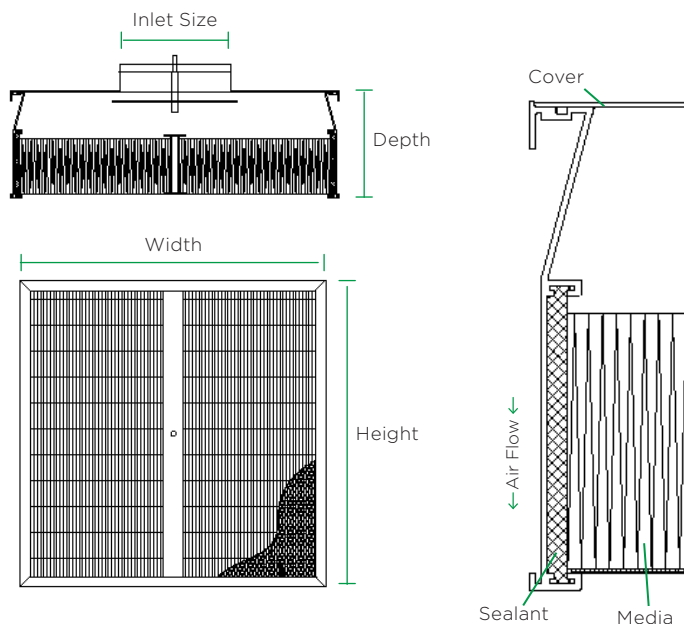 Inlet Size
Depth
Width
Height
Cover
← Air Flow ←
Sealant
Media